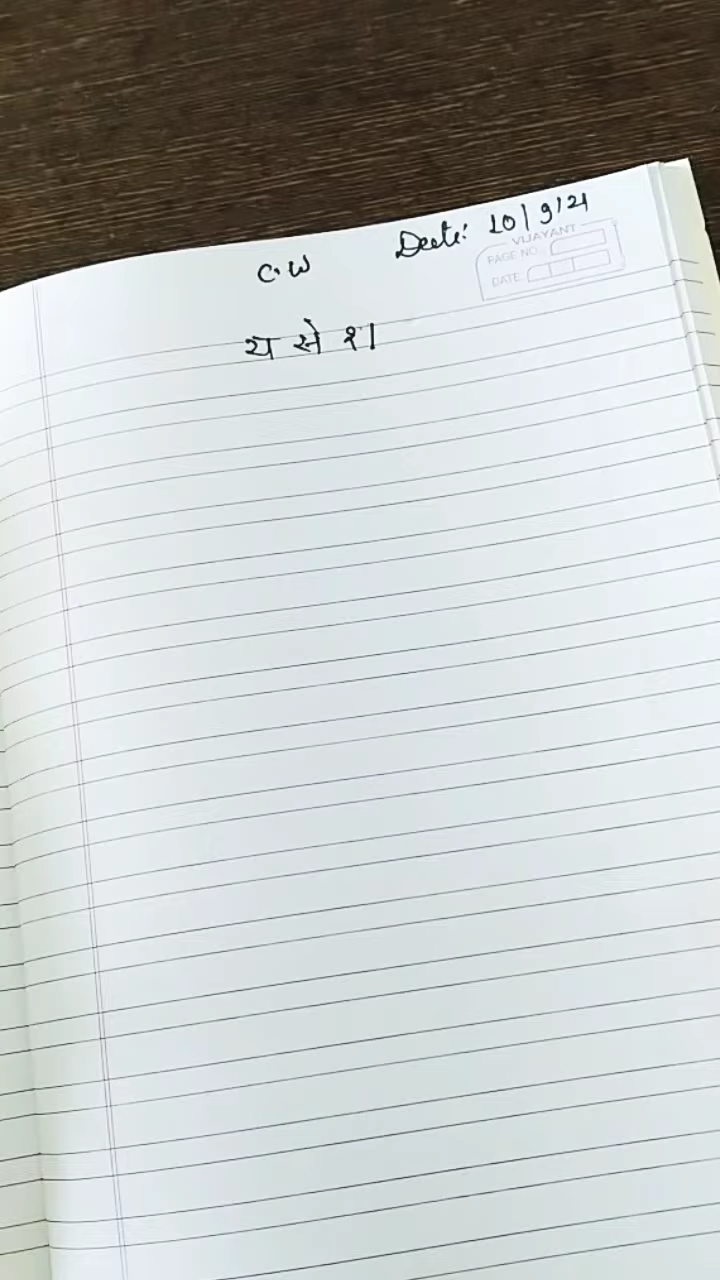 C.W Date: 10/9/21
VIJAYANT
PAGE NO.
DATE
य से श